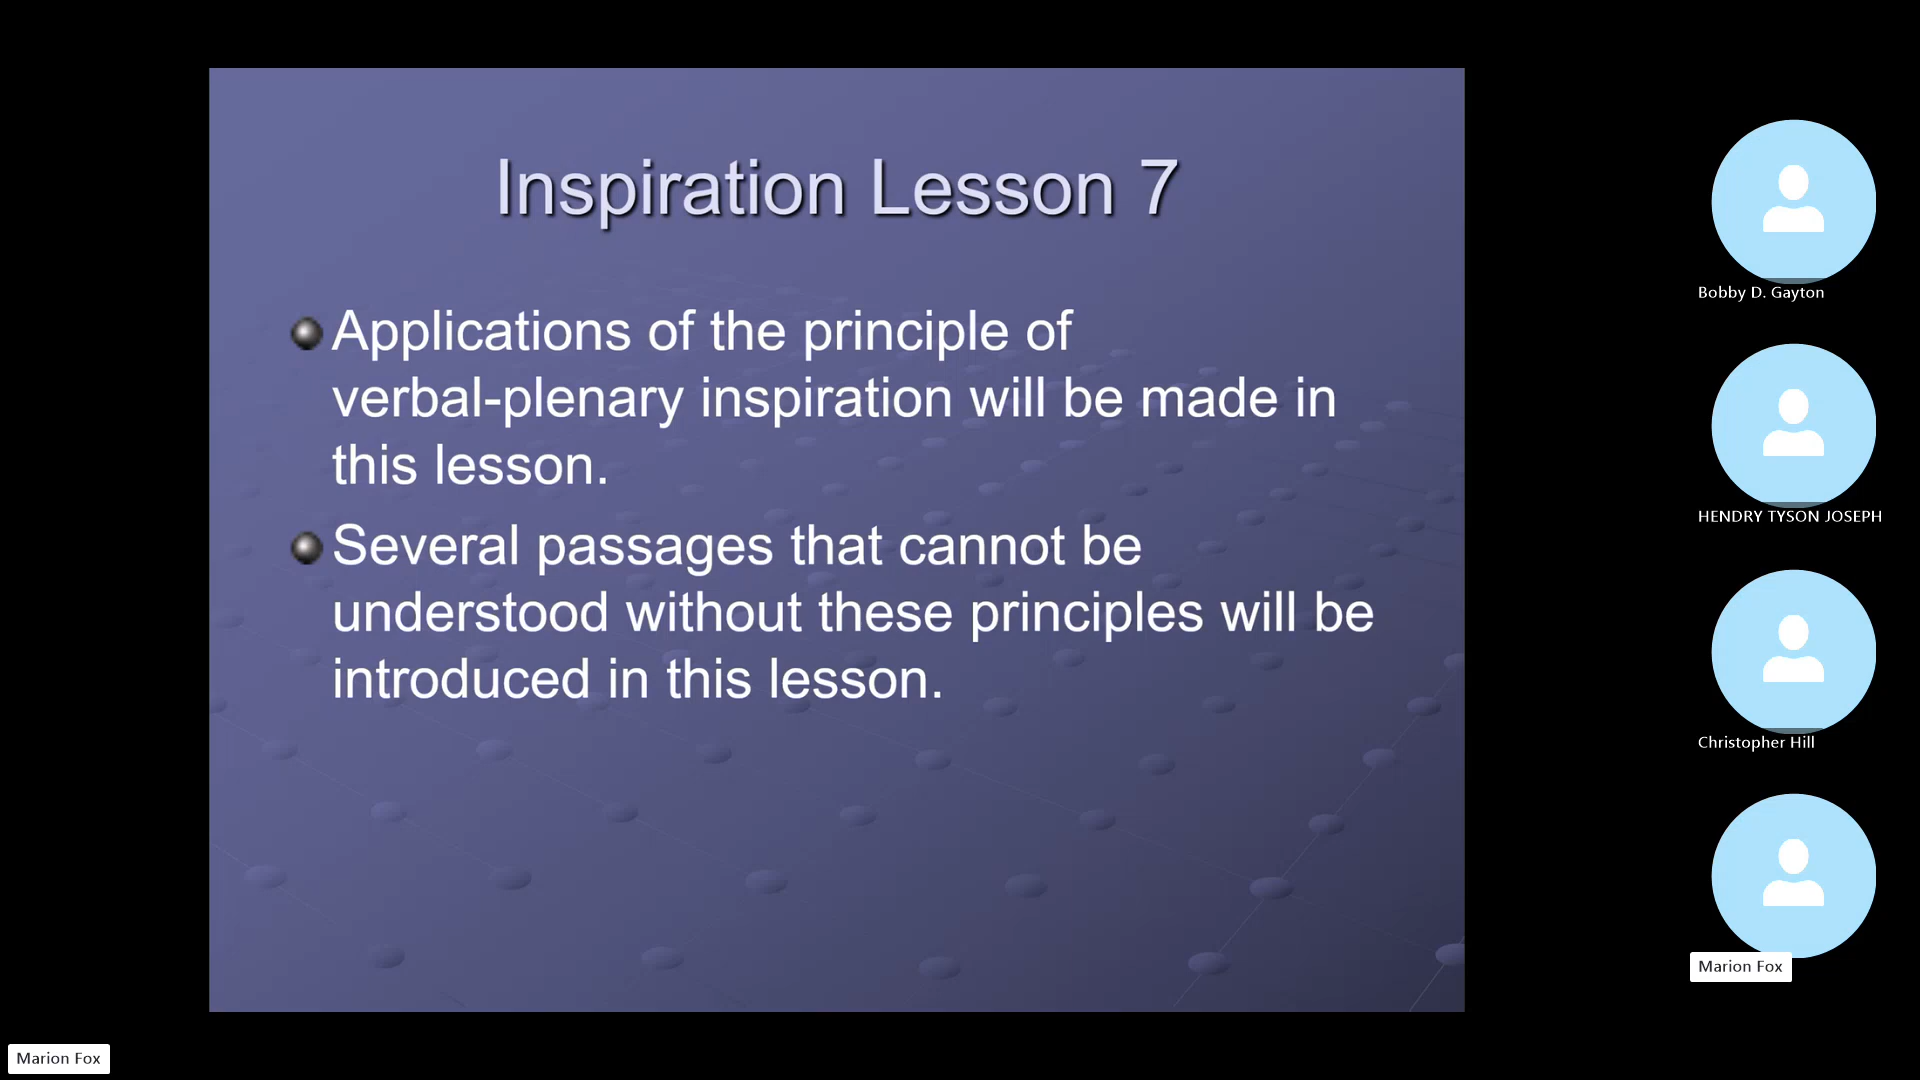 Inspiration Lesson 7
Applications of the principle of
verbal-plenary inspiration will be made in
this lesson.
Several passages that cannot be
understood without these principles will be
introduced in this lesson.
Bobby D. Gayton
HENDRY TYSON JOSEPH
Christopher Hill
Marion Fox
Marion Fox